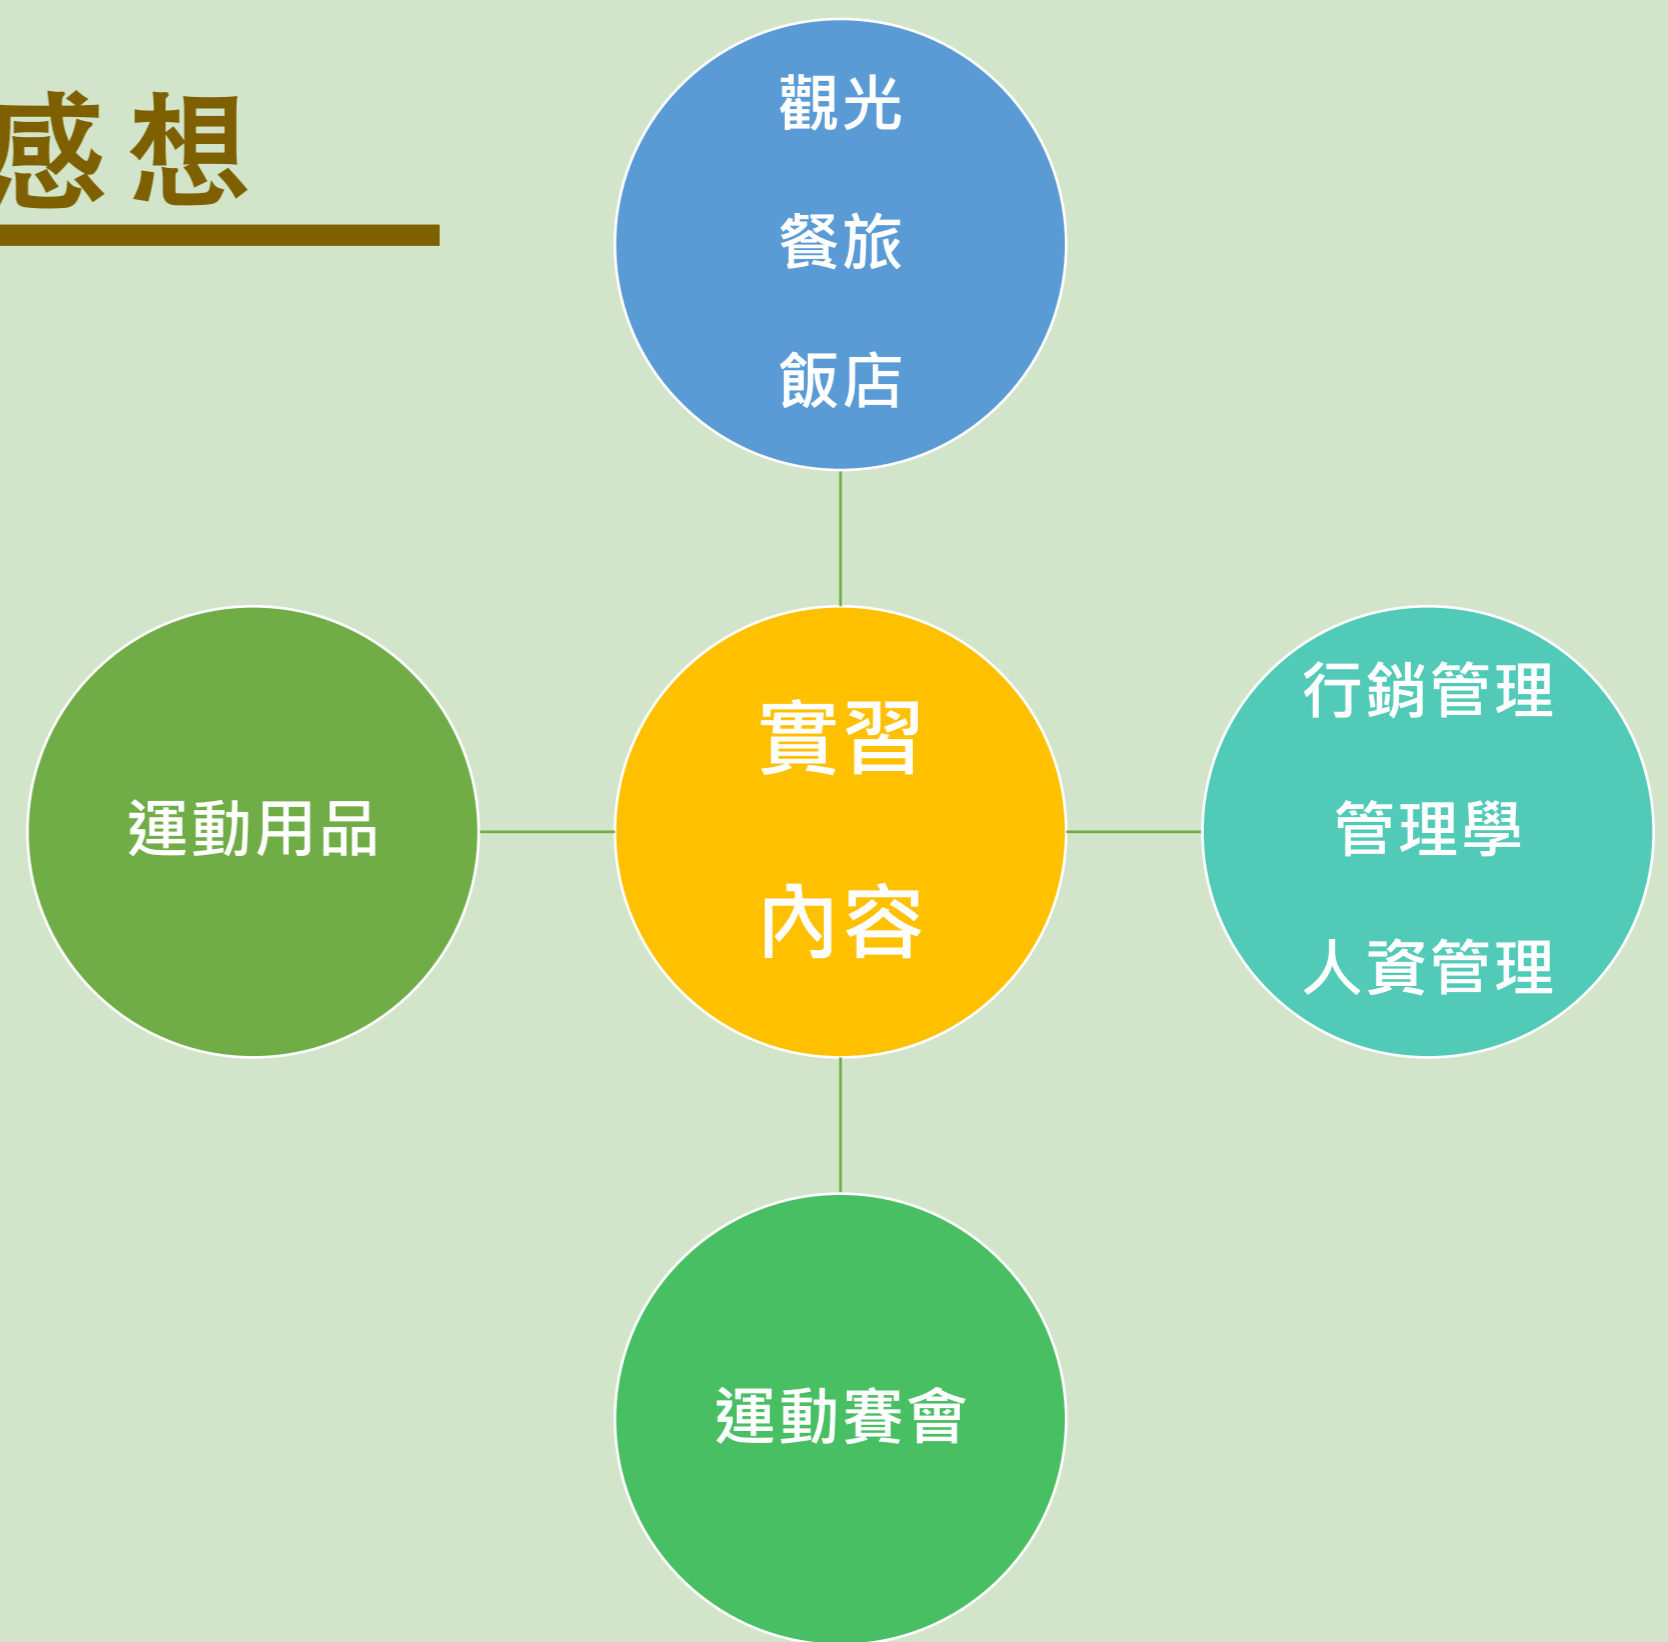 感想
觀光
餐旅
飯店
運動用品
實習
內容
行銷管理
管理學
人資管理
運動賽會